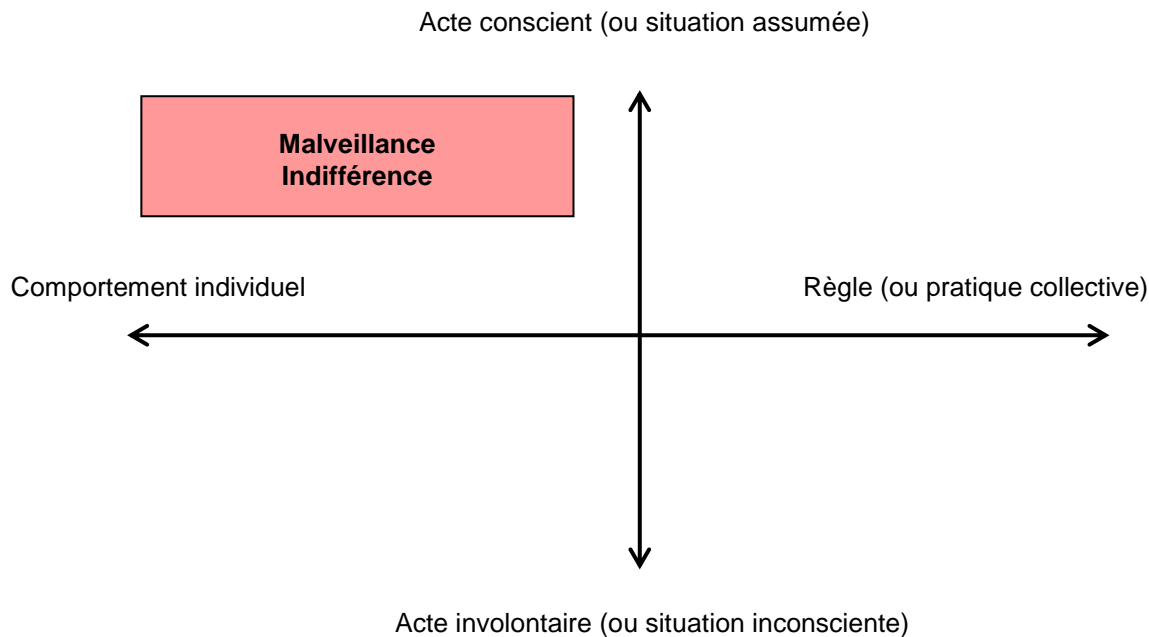 Acte conscient (ou situation assumée)
Malveillance
Indifférence
Comportement individuel
Règle (ou pratique collective)
Acte involontaire (ou situation inconsciente)